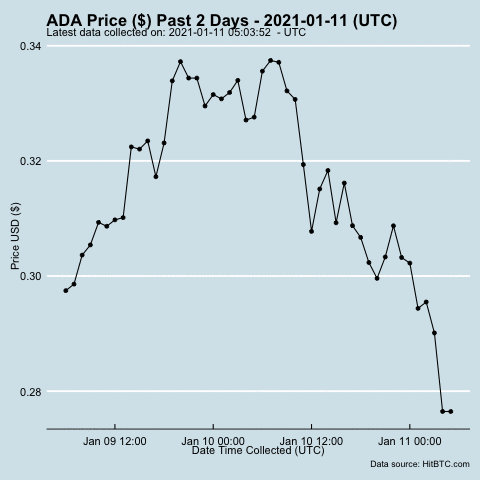 ADA Price ($) Past 2 Days - 2021-01-11 (UTC)
Latest data collected on: 2021-01-11 05:03:52  - UTC
0.34
0.32
0.30
0.28
Price USD ($)
Jan 09 12:00
Jan 10 00:00
Jan 10 12:00
Jan 11 00:00
Date Time Collected (UTC)
Data source: HitBTC.com